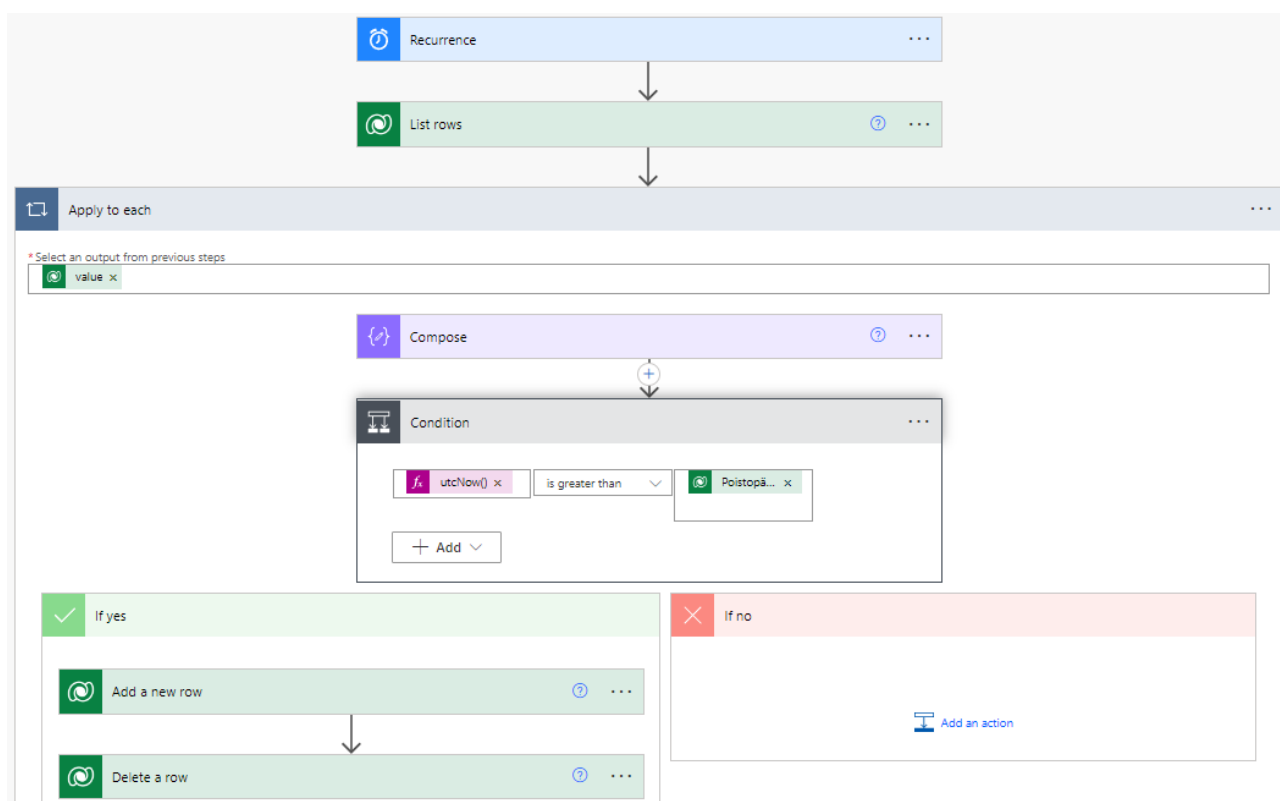 Recurrence
List rows
Apply to each
* Select an output from previous steps
value ×
Compose
Condition
fx utcNow() × is greater than Poistopä... ×
+ Add
If yes
If no
Add a new row
Add an action
Delete a row